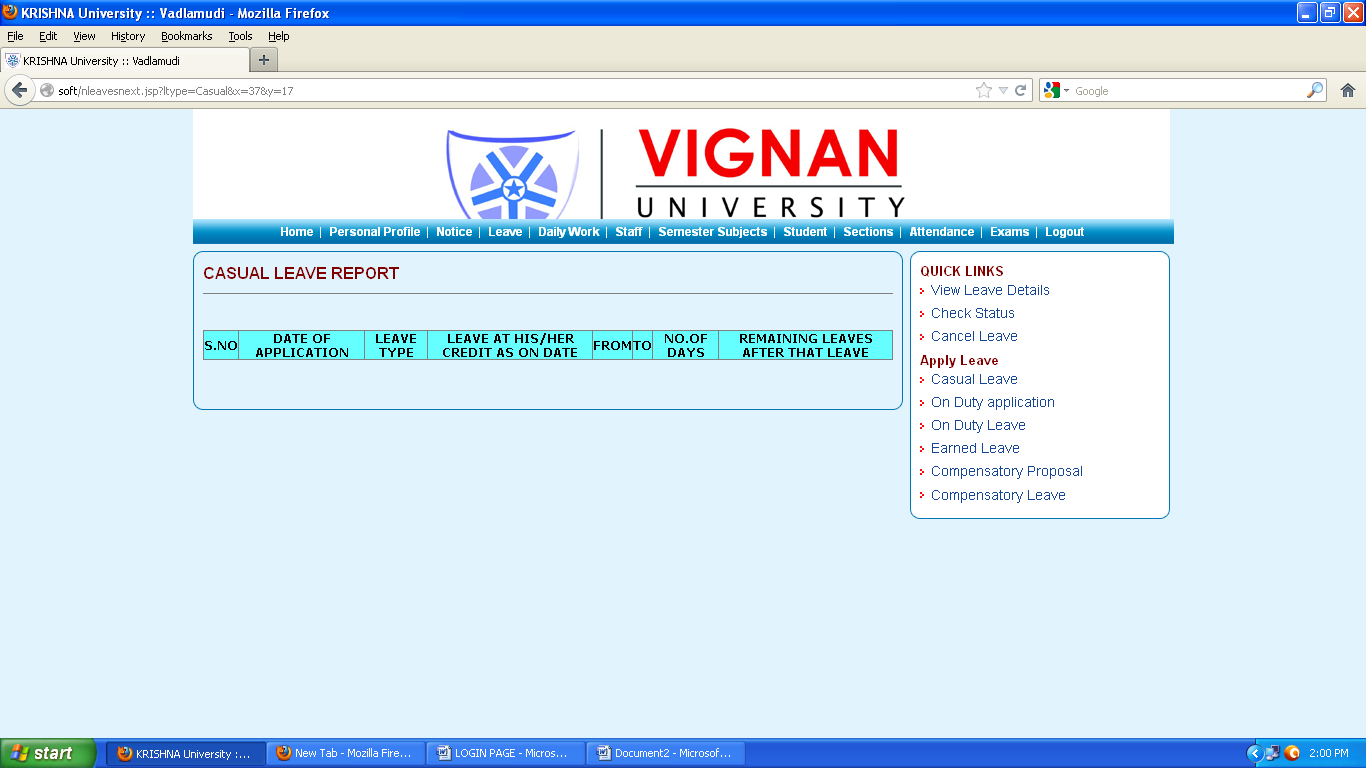 KRISHNA University :: Vadlamudi - Mozilla Firefox
File Edit View History Bookmarks Tools Help
KRISHNA University :: Vadlamudi
soft/nleavesnext.jsp?ltype=Casual&x=37&y=17
Google
VIGNAN
UNIVERSITY
Home | Personal Profile | Notice | Leave | Daily Work | Staff | Semester Subjects | Student | Sections | Attendance | Exams | Logout
CASUAL LEAVE REPORT
S.NO
DATE OF
APPLICATION
LEAVE
TYPE
LEAVE AT HIS/HER
CREDIT AS ON DATE
FROM
TO
NO.OF
DAYS
REMAINING LEAVES
AFTER THAT LEAVE
QUICK LINKS
View Leave Details
Check Status
Cancel Leave
Apply Leave
Casual Leave
On Duty application
On Duty Leave
Earned Leave
Compensatory Proposal
Compensatory Leave
start
KRISHNA University :...
New Tab - Mozilla Fire...
LOGIN PAGE - Micros...
Document2 - Microsof...
2:00 PM